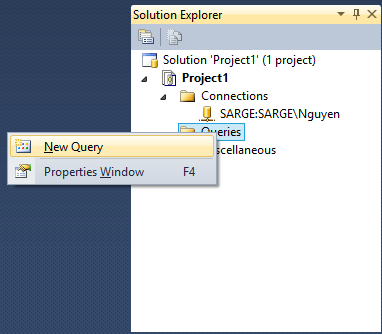 Solution Explorer
Solution 'Project1' (1 project)
Project1
Connections
SARGE:SARGE\Nguyen
Queries
scellaneous
New Query
Properties Window F4